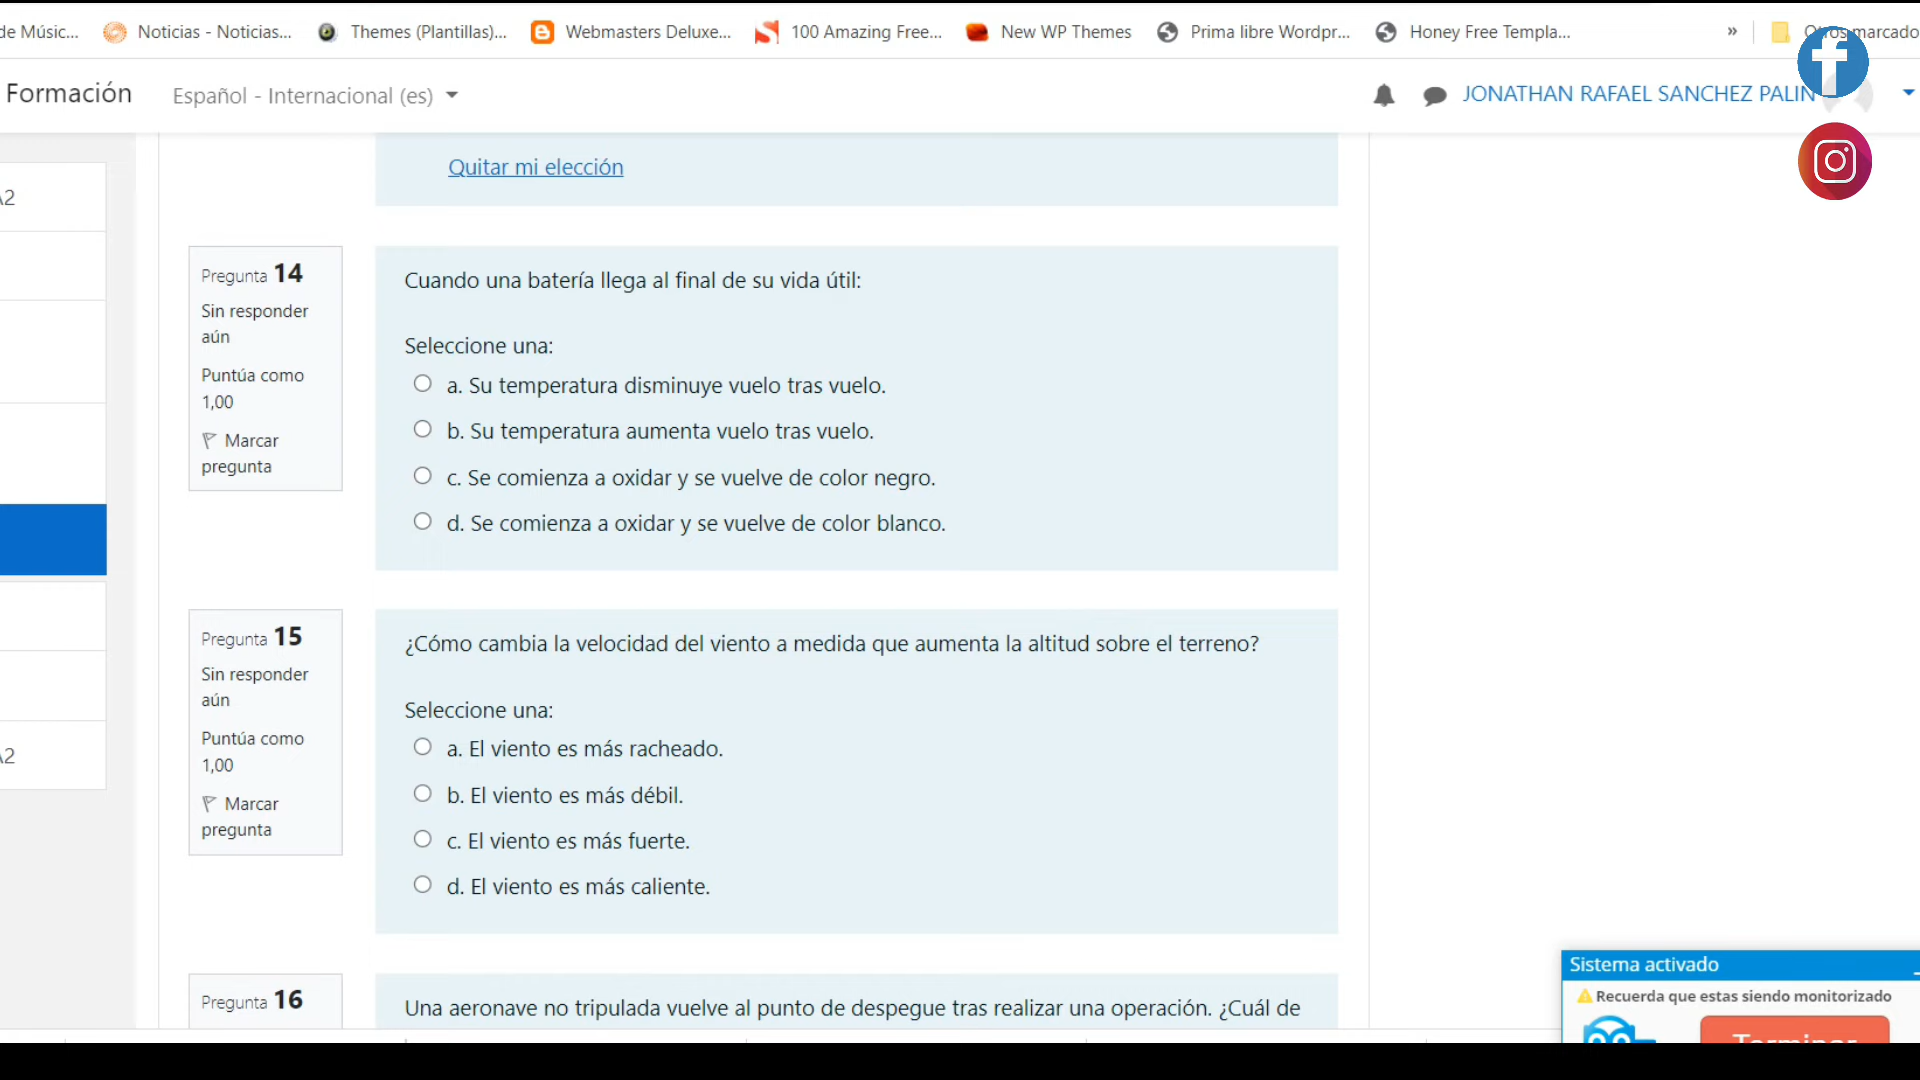 de Músic...
Noticias - Noticias...
Themes (Plantillas)...
Webmasters Deluxe...
100 Amazing Free...
New WP Themes
Prima libre Wordpr...
Honey Free Templa...
»
Formación
Español - Internacional (es)
JONATHAN RAFAEL SANCHEZ PALIN
Quitar mi elección
A2
Pregunta 14
Sin responder
aún
Puntúa como
1,00
Marcar
pregunta
Cuando una batería llega al final de su vida útil:
Seleccione una:
a. Su temperatura disminuye vuelo tras vuelo.
b. Su temperatura aumenta vuelo tras vuelo.
c. Se comienza a oxidar y se vuelve de color negro.
d. Se comienza a oxidar y se vuelve de color blanco.
Pregunta 15
Sin responder
aún
Puntúa como
1,00
Marcar
pregunta
¿Cómo cambia la velocidad del viento a medida que aumenta la altitud sobre el terreno?
Seleccione una:
a. El viento es más racheado.
b. El viento es más débil.
c. El viento es más fuerte.
d. El viento es más caliente.
A2
Pregunta 16
Una aeronave no tripulada vuelve al punto de despegue tras realizar una operación. ¿Cuál de
Sistema activado
Recuerda que estas siendo monitorizado
Terminar